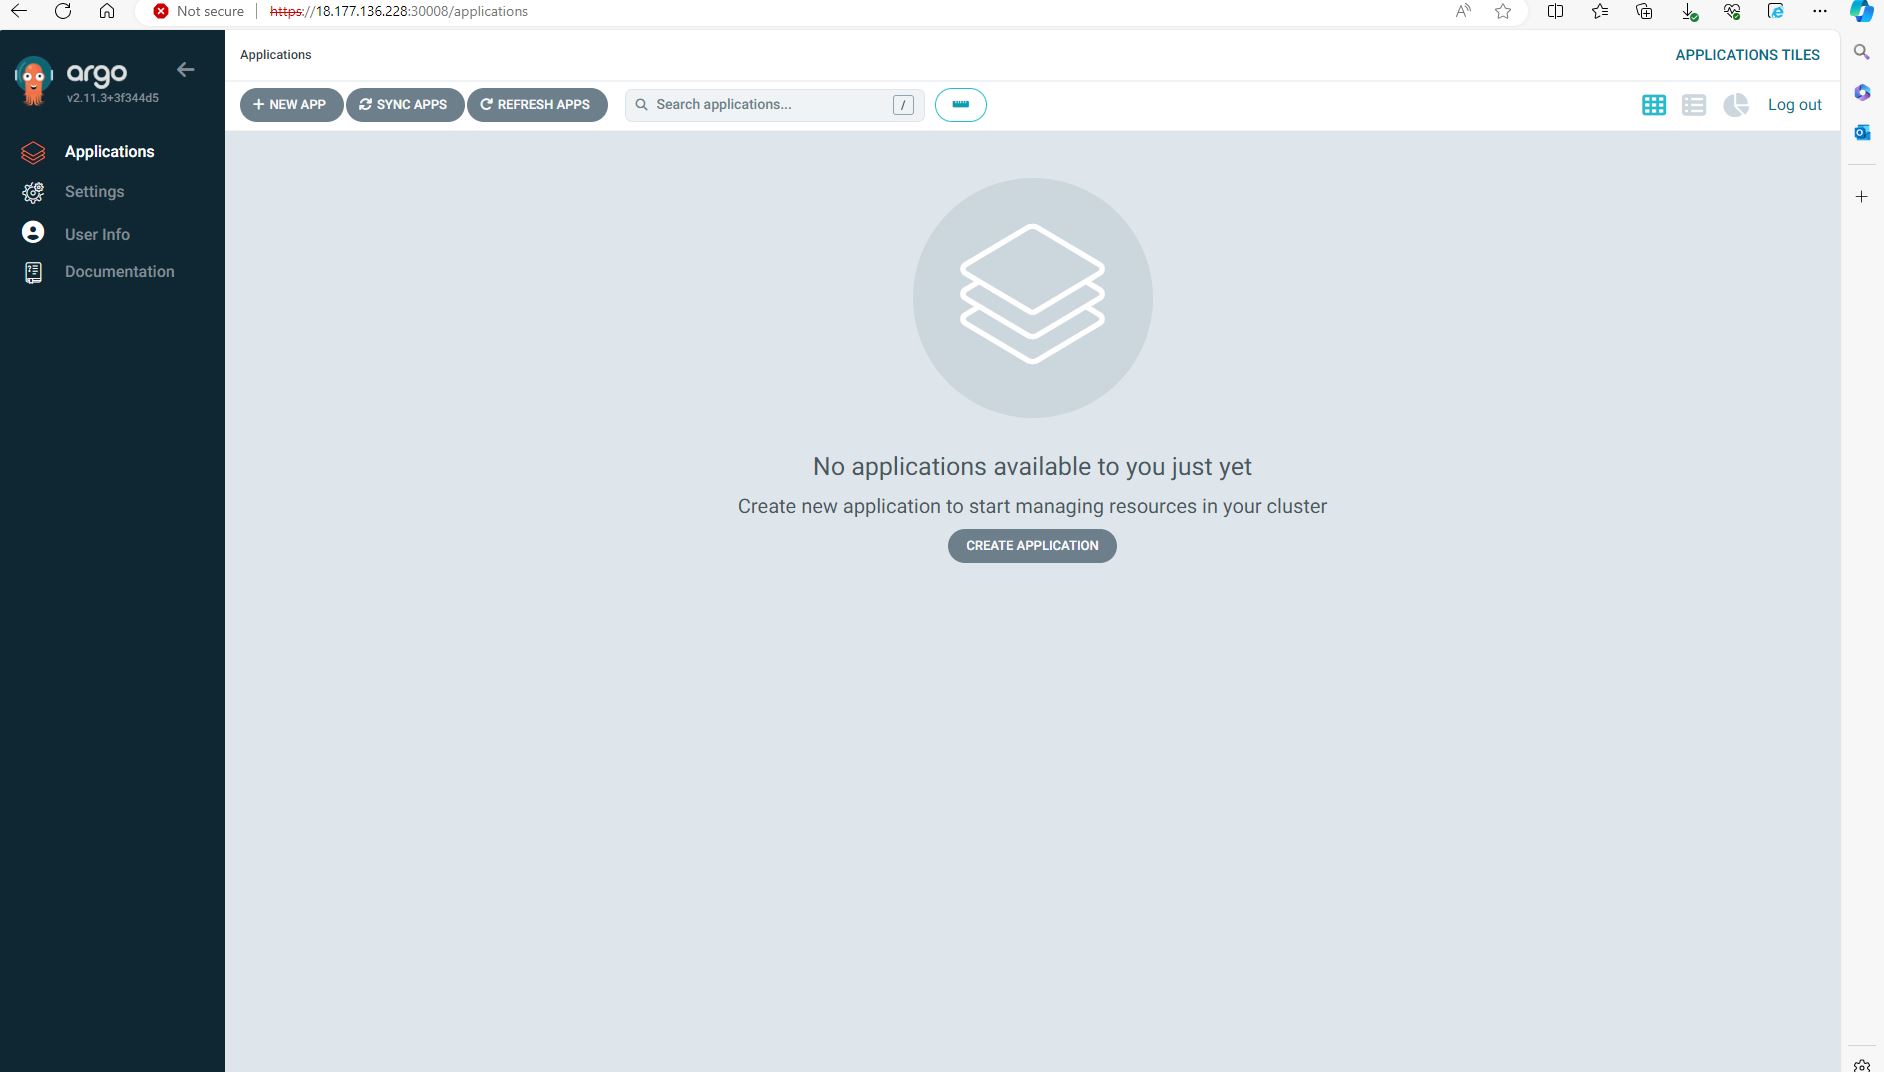 Not secure https://18.177.136.228:30008/applications
argo
v2.11.3+3f344d5
Applications
Settings
User Info
Documentation
Applications
APPLICATIONS TILES
+ NEW APP SYNC APPS REFRESH APPS Search applications... / Log out
No applications available to you just yet
Create new application to start managing resources in your cluster
CREATE APPLICATION